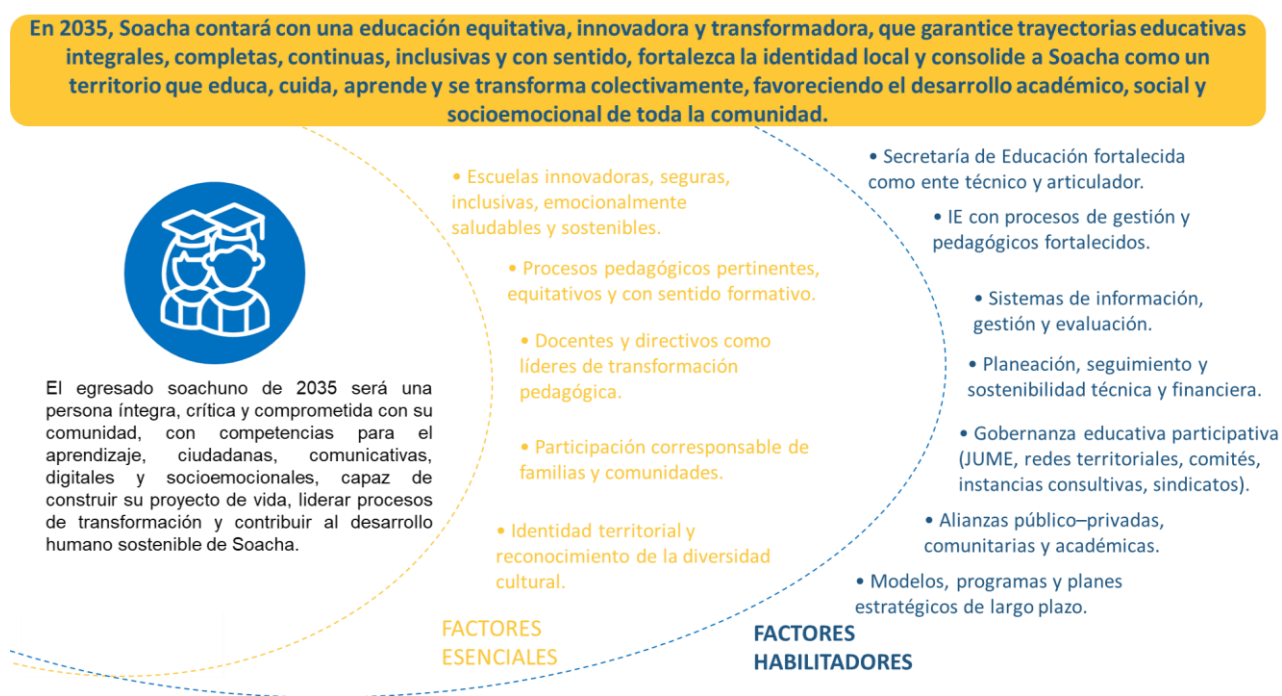 En 2035, Soacha contará con una educación equitativa, innovadora y transformadora, que garantice trayectorias educativas
integrales, completas, continuas, inclusivas y con sentido, fortalezca la identidad local y consolide a Soacha como un
territorio que educa, cuida, aprende y se transforma colectivamente, favoreciendo el desarrollo académico, social y
socioemocional de toda la comunidad.
El egresado soachuno de 2035 será una
persona íntegra, crítica y comprometida con su
comunidad, con competencias para el
aprendizaje, ciudadanas, comunicativas,
digitales y socioemocionales, capaz de
construir su proyecto de vida, liderar procesos
de transformación y contribuir al desarrollo
humano sostenible de Soacha.
• Escuelas innovadoras, seguras,
inclusivas, emocionalmente
saludables y sostenibles.
• Procesos pedagógicos pertinentes,
equitativos y con sentido formativo.
• Docentes y directivos como
líderes de transformación
pedagógica.
• Participación corresponsable de
familias y comunidades.
• Identidad territorial y
reconocimiento de la diversidad
cultural.
FACTORES
ESENCIALES
• Secretaría de Educación fortalecida
como ente técnico y articulador.
• IE con procesos de gestión y
pedagógicos fortalecidos.
• Sistemas de información,
gestión y evaluación.
• Planeación, seguimiento y
sostenibilidad técnica y financiera.
• Gobernanza educativa participativa
(JUME, redes territoriales, comités,
instancias consultivas, sindicatos).
• Alianzas público–privadas,
comunitarias y académicas.
• Modelos, programas y planes
estratégicos de largo plazo.
FACTORES
HABILITADORES